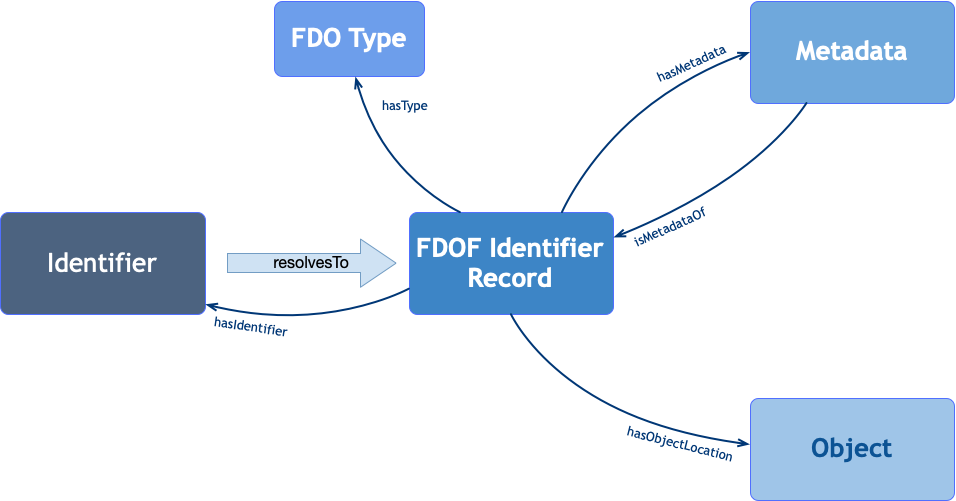 FDO Type
Metadata
hasMetadata
hasType
isMetadataOf
Identifier
resolvesTo
FDOF Identifier
Record
hasIdentifier
hasObjectLocation
Object